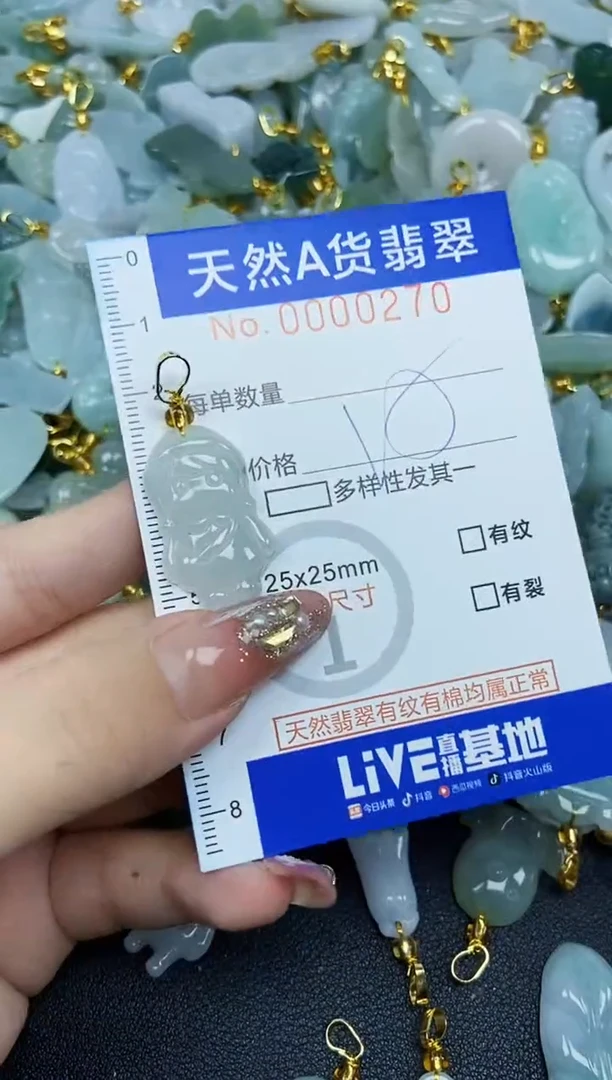 0
天然A货翡翠
No. 0000270
1
2
每单数量
18
价格
多样性发其一
有纹
25x25mm
尺寸
有裂
1
天然翡翠有纹有棉均属正常
7
LiVE直播基地
今日头条 抖音 西瓜视频 抖音火山版
8